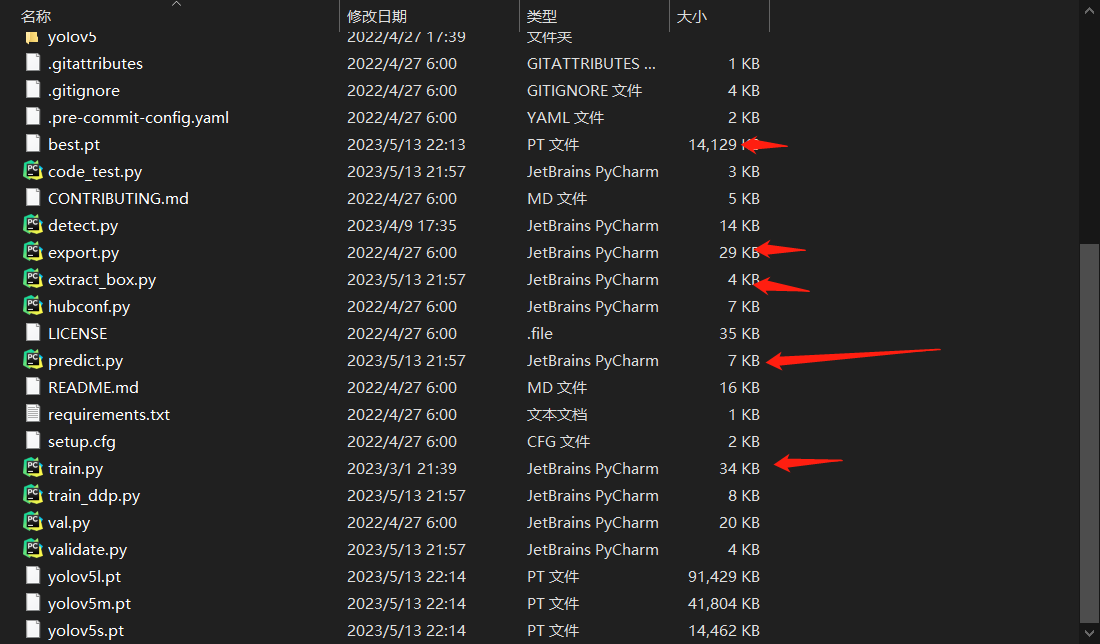 名称 修改日期 类型 大小
yolov5 2022/4/27 17:39 文件夹
.gitattributes 2022/4/27 6:00 GITATTRIBUTES ... 1 KB
.gitignore 2022/4/27 6:00 GITIGNORE 文件 4 KB
.pre-commit-config.yaml 2022/4/27 6:00 YAML 文件 2 KB
best.pt 2023/5/13 22:13 PT 文件 14,129 KB
code_test.py 2023/5/13 21:57 JetBrains PyCharm 3 KB
CONTRIBUTING.md 2022/4/27 6:00 MD 文件 5 KB
detect.py 2023/4/9 17:35 JetBrains PyCharm 14 KB
export.py 2022/4/27 6:00 JetBrains PyCharm 29 KB
extract_box.py 2023/5/13 21:57 JetBrains PyCharm 4 KB
hubconf.py 2022/4/27 6:00 JetBrains PyCharm 7 KB
LICENSE 2022/4/27 6:00 .file 35 KB
predict.py 2023/5/13 21:57 JetBrains PyCharm 7 KB
README.md 2022/4/27 6:00 MD 文件 16 KB
requirements.txt 2022/4/27 6:00 文本文档 1 KB
setup.cfg 2022/4/27 6:00 CFG 文件 2 KB
train.py 2023/3/1 21:39 JetBrains PyCharm 34 KB
train_ddp.py 2023/5/13 21:57 JetBrains PyCharm 8 KB
val.py 2022/4/27 6:00 JetBrains PyCharm 20 KB
validate.py 2023/5/13 21:57 JetBrains PyCharm 4 KB
yolov5l.pt 2023/5/13 22:14 PT 文件 91,429 KB
yolov5m.pt 2023/5/13 22:14 PT 文件 41,804 KB
yolov5s.pt 2023/5/13 22:14 PT 文件 14,462 KB